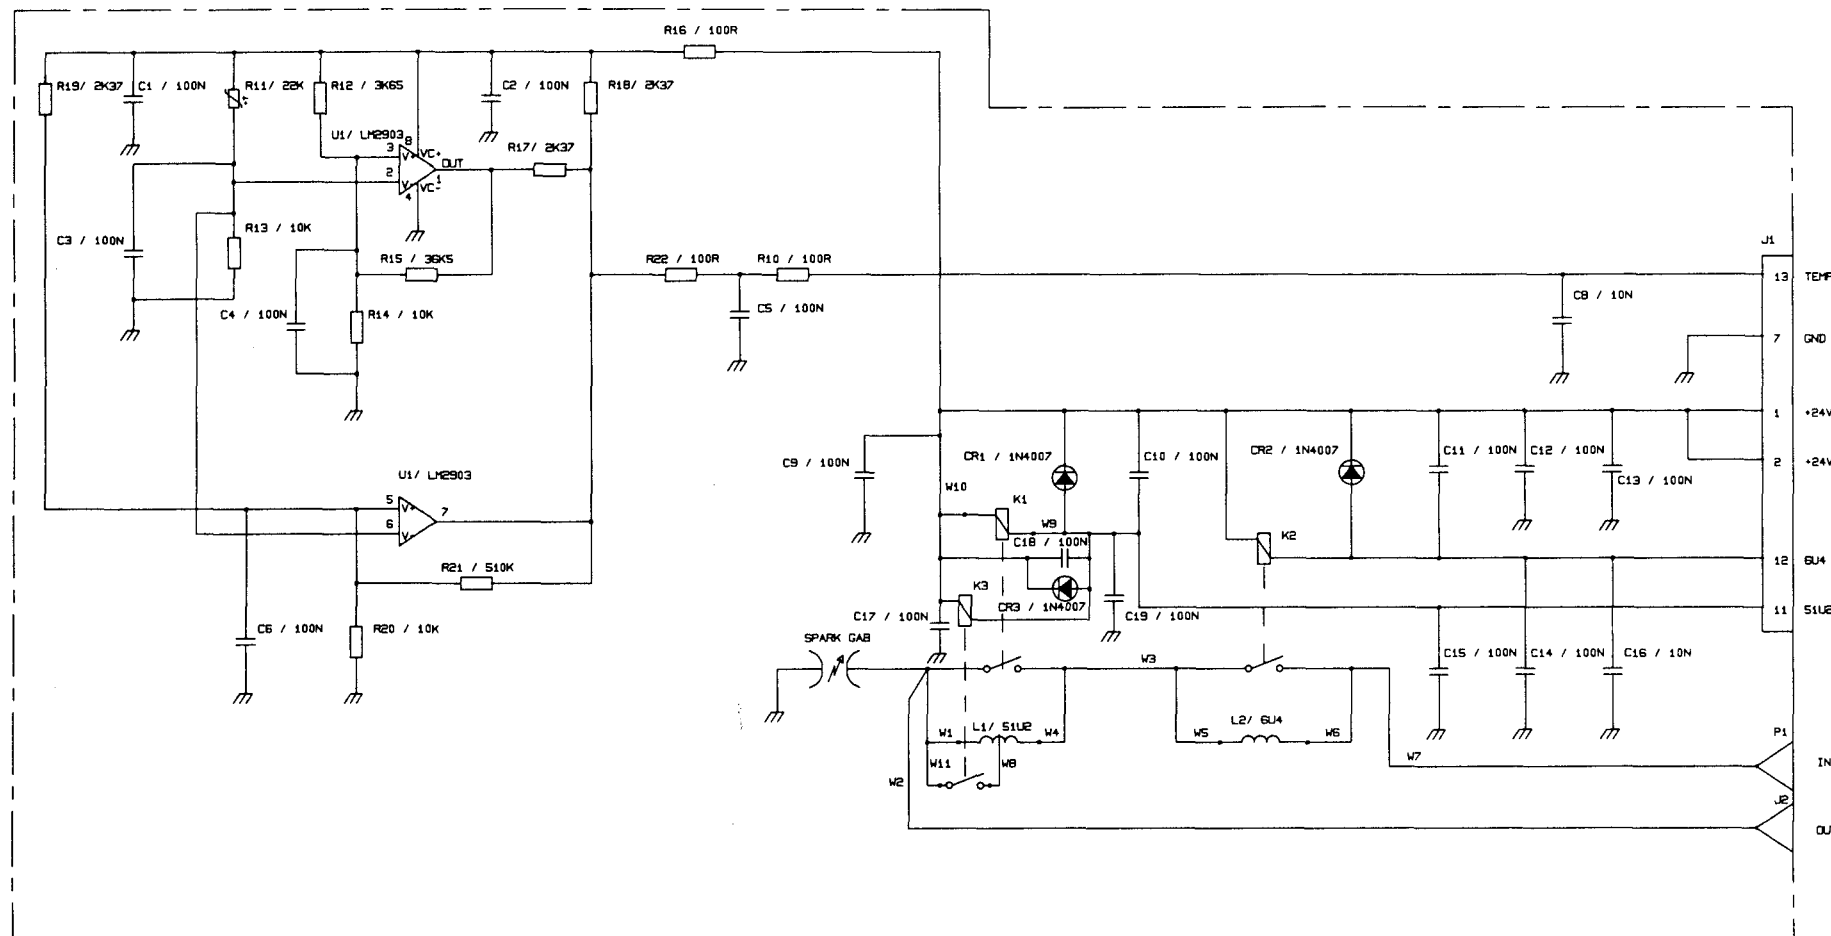 R16 / 100R
R19/ 2K37
C1 / 100N
R11/ 22K
R12 / 3K65
C2 / 100N
R18/ 2K37
U1/ LM2903
8
3
V+
VC+
OUT
2
V-
VC-
1
4
R17/ 2K37
C3 / 100N
R13 / 10K
R15 / 36K5
C4 / 100N
R14 / 10K
R22 / 100R
R10 / 100R
C5 / 100N
C8 / 10N
J1
13
TEMP
7
GND
1
+24V
2
+24V
12
6U4
11
51U2
U1/ LM2903
5
V+
6
V-
7
R21 / 510K
C6 / 100N
R20 / 10K
C9 / 100N
W10
CR1 / 1N4007
C10 / 100N
CR2 / 1N4007
C11 / 100N
C12 / 100N
C13 / 100N
K1
W9
C18 / 100N
K2
K3
CR3 / 1N4007
C17 / 100N
C19 / 100N
SPARK GAB
W3
C15 / 100N
C14 / 100N
C16 / 10N
L1/ 51U2
W1
W4
W11
W8
W2
L2/ 6U4
W5
W6
W7
P1
IN
J2
OU